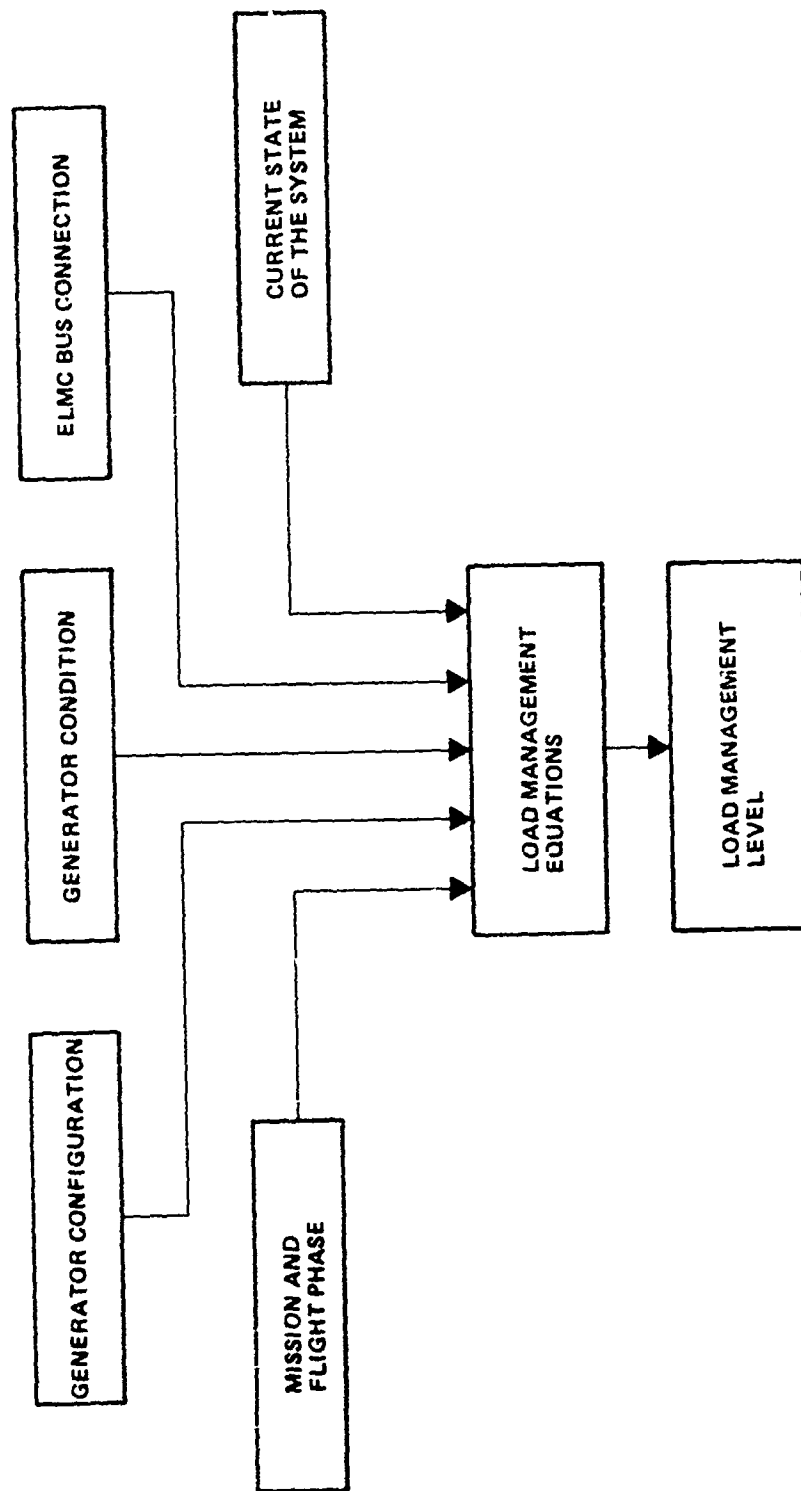 GENERATOR CONFIGURATION
GENERATOR CONDITION
ELMC BUS CONNECTION
MISSION AND
FLIGHT PHASE
CURRENT STATE
OF THE SYSTEM
LOAD MANAGEMENT
EQUATIONS
LOAD MANAGEMENT
LEVEL